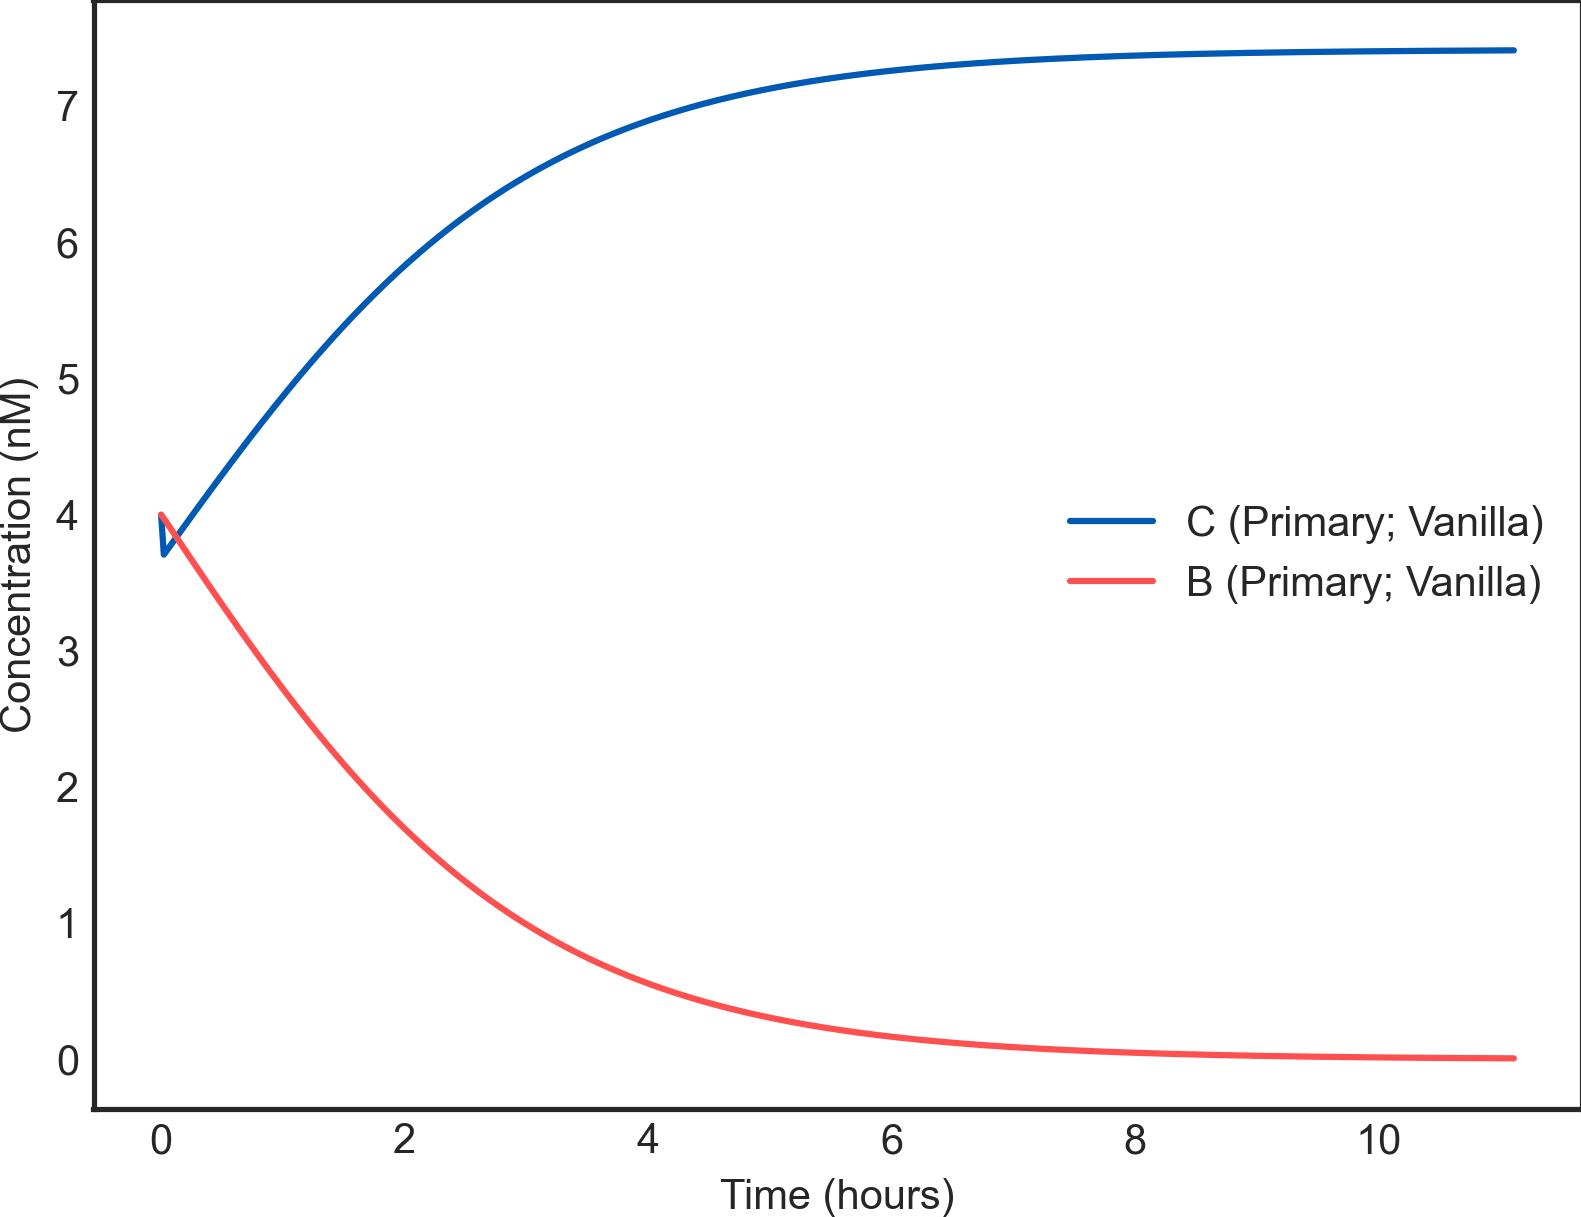 Concentration (nM)
7
6
5
4
3
2
1
0
C (Primary; Vanilla)
B (Primary; Vanilla)
0 2 4 6 8 10
Time (hours)